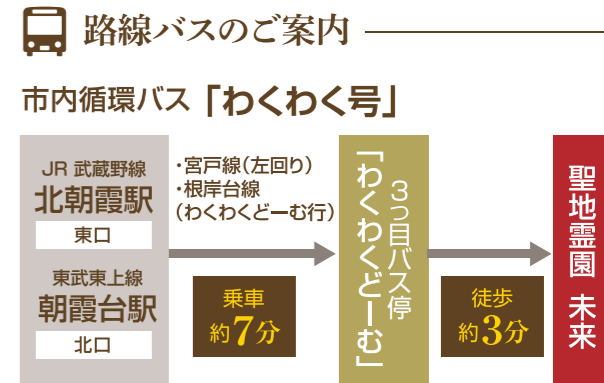 路線バスのご案内
市内循環バス「わくわく号」
JR 武蔵野線
北朝霞駅
東口
東武東上線
朝霞台駅
北口
・宮戸線（左回り）
・根岸台線
（わくわくどーむ行）
乗車
約7分
3つ目バス停
「わくわくどーむ」
徒歩
約3分
聖地霊園 未来